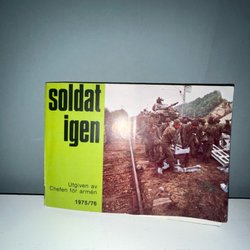 soldat
igen
Utgiven av
Chefen för armén
1975/76